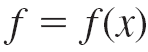 f = f(x)